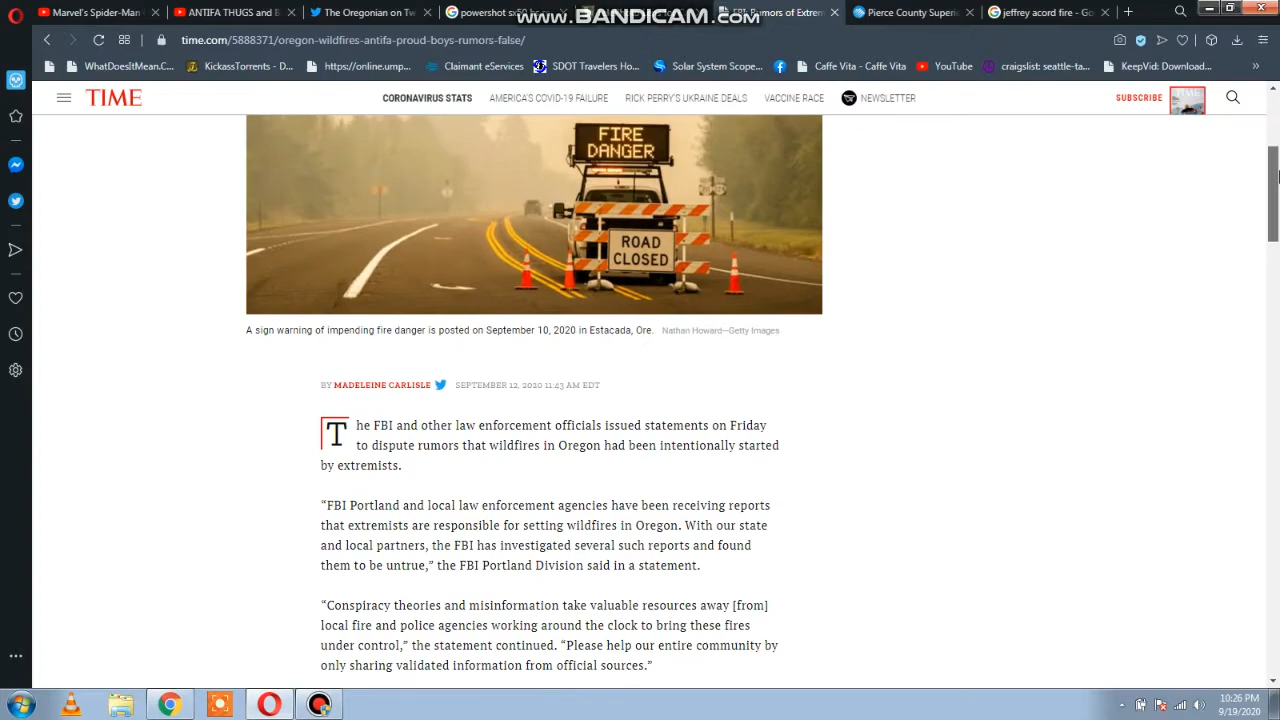 www.BANDICAM.com
Marvel's Spider-Man
ANTIFA THUGS and B
The Oregonian on Tw
powershot sx50
Rumors of Extrem
Pierce County Superi
jeffrey acord fire - Go
time.com/5888371/oregon-wildfires-antifa-proud-boys-rumors-false/
WhatDoesItMean.C...
KickassTorrents - D...
https://online.ump...
Claimant eServices
SDOT Travelers Ho...
Solar System Scope...
Caffe Vita - Caffe Vita
YouTube
craigslist: seattle-ta...
KeepVid: Download...
TIME
CORONAVIRUS STATS
AMERICA'S COVID-19 FAILURE
RICK PERRY'S UKRAINE DEALS
VACCINE RACE
NEWSLETTER
SUBSCRIBE
FIRE
DANGER
ROAD
CLOSED
A sign warning of impending fire danger is posted on September 10, 2020 in Estacada, Ore. Nathan Howard—Getty Images
BY MADELEINE CARLISLE SEPTEMBER 12, 2020 11:43 AM EDT
The FBI and other law enforcement officials issued statements on Friday
to dispute rumors that wildfires in Oregon had been intentionally started
by extremists.
“FBI Portland and local law enforcement agencies have been receiving reports
that extremists are responsible for setting wildfires in Oregon. With our state
and local partners, the FBI has investigated several such reports and found
them to be untrue,” the FBI Portland Division said in a statement.
“Conspiracy theories and misinformation take valuable resources away [from]
local fire and police agencies working around the clock to bring these fires
under control,” the statement continued. “Please help our entire community by
only sharing validated information from official sources.”
10:26 PM
9/19/2020